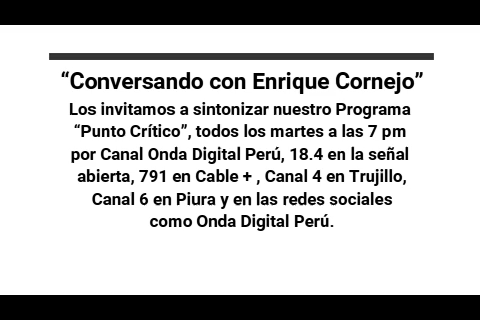 “Conversando con Enrique Cornejo”
Los invitamos a sintonizar nuestro Programa
“Punto Crítico”, todos los martes a las 7 pm
por Canal Onda Digital Perú, 18.4 en la señal
abierta, 791 en Cable + , Canal 4 en Trujillo,
Canal 6 en Piura y en las redes sociales
como Onda Digital Perú.